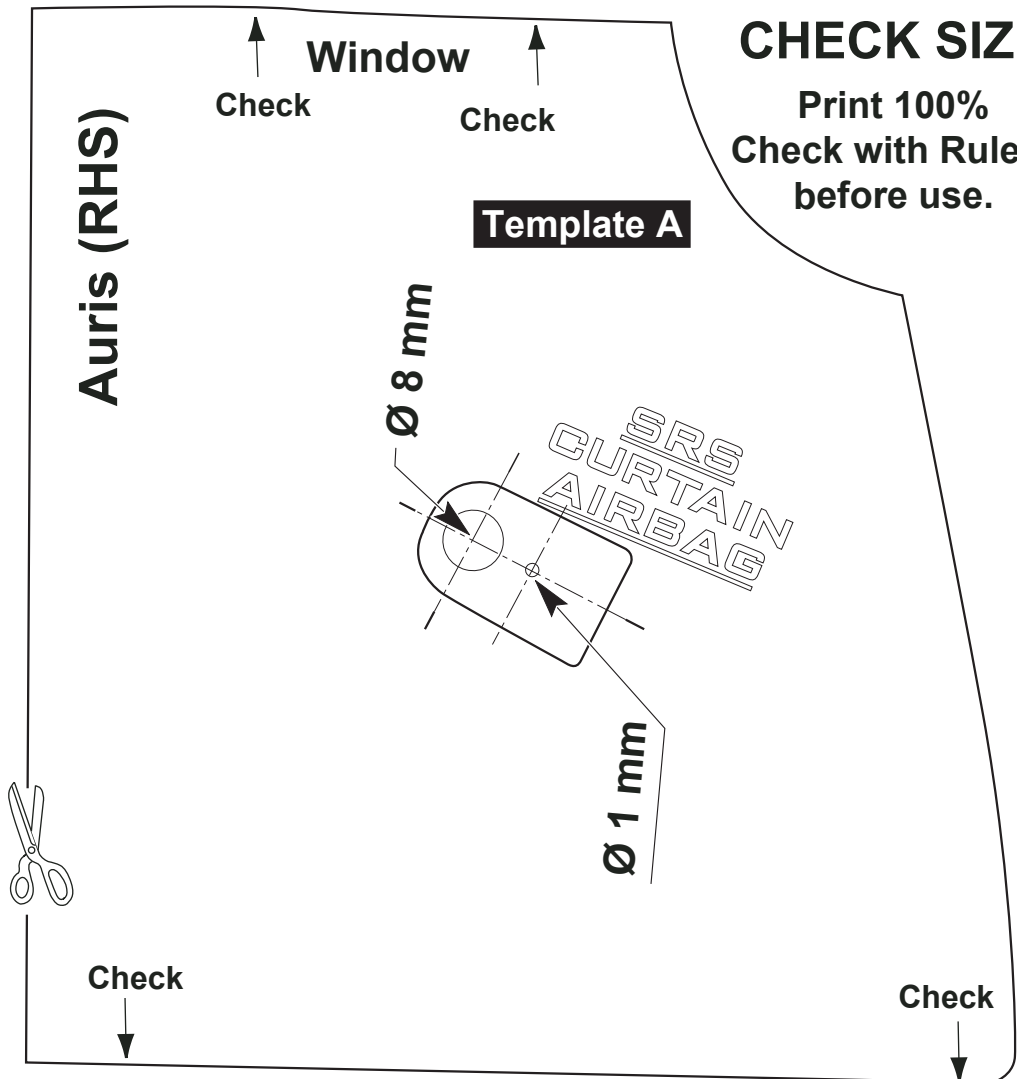 CHECK SIZ
Window
Check
Check
Print 100%
Check with Rule
before use.
Auris (RHS)
Template A
Ø 8 mm
SRS
CURTAIN
AIRBAG
Ø 1 mm
Check
Check